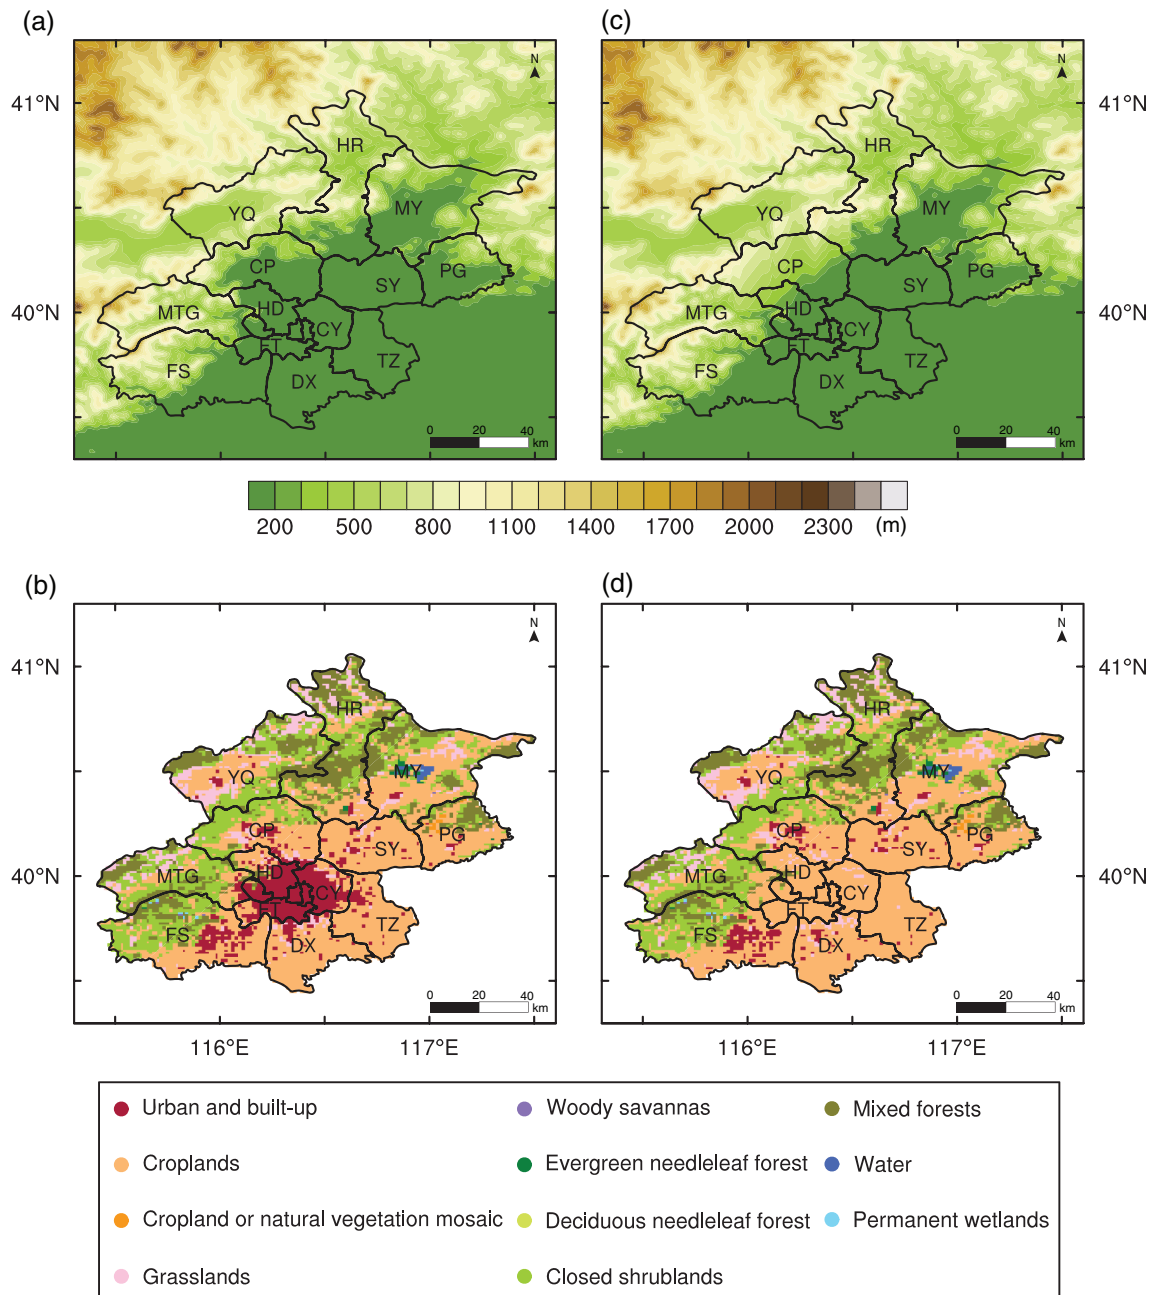 (a) (c)
N N
41°N 41°N
HR HR
YQ MY YQ MY
CP SY PG CP SY PG
40°N 40°N
MTG HD CY MTG HD CY
FT FT
FS TZ FS TZ
DX DX
0 20 40 0 20 40
km km
200 500 800 1100 1400 1700 2000 2300 (m)
(b) (d)
N N
41°N 41°N
HR HR
YQ MY YQ MY
CP SY PG CP SY PG
40°N 40°N
MTG HD CY MTG HD CY
FT FT
FS TZ FS TZ
DX DX
0 20 40 0 20 40
km km
116°E 117°E 116°E 117°E
Urban and built-up Woody savannas Mixed forests
Croplands Evergreen needleleaf forest Water
Cropland or natural vegetation mosaic Deciduous needleleaf forest Permanent wetlands
Grasslands Closed shrublands